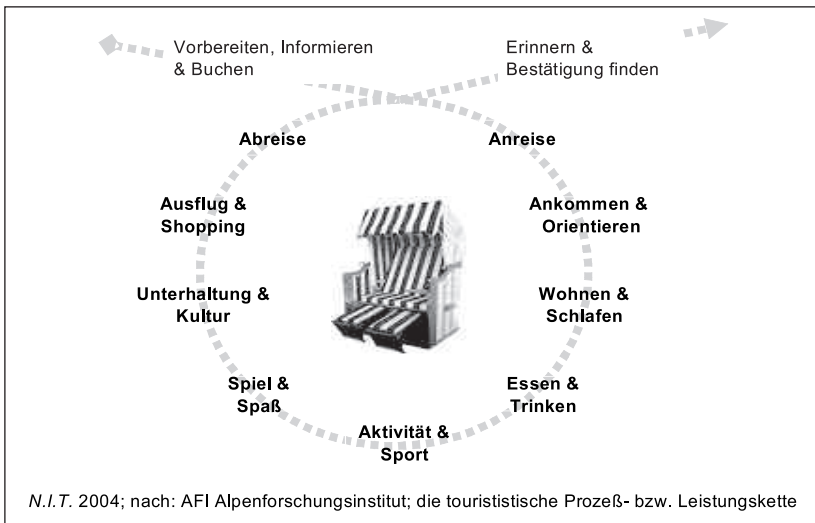 Vorbereiten, Informieren
& Buchen
Erinnern &
Bestätigung finden
Anreise
Ankommen &
Orientieren
Wohnen &
Schlafen
Essen &
Trinken
Aktivität &
Sport
Spiel &
Spaß
Unterhaltung &
Kultur
Ausflug &
Shopping
Abreise
N.I.T. 2004; nach: AFI Alpenforschungsinstitut; die tourististische Prozeß- bzw. Leistungskette